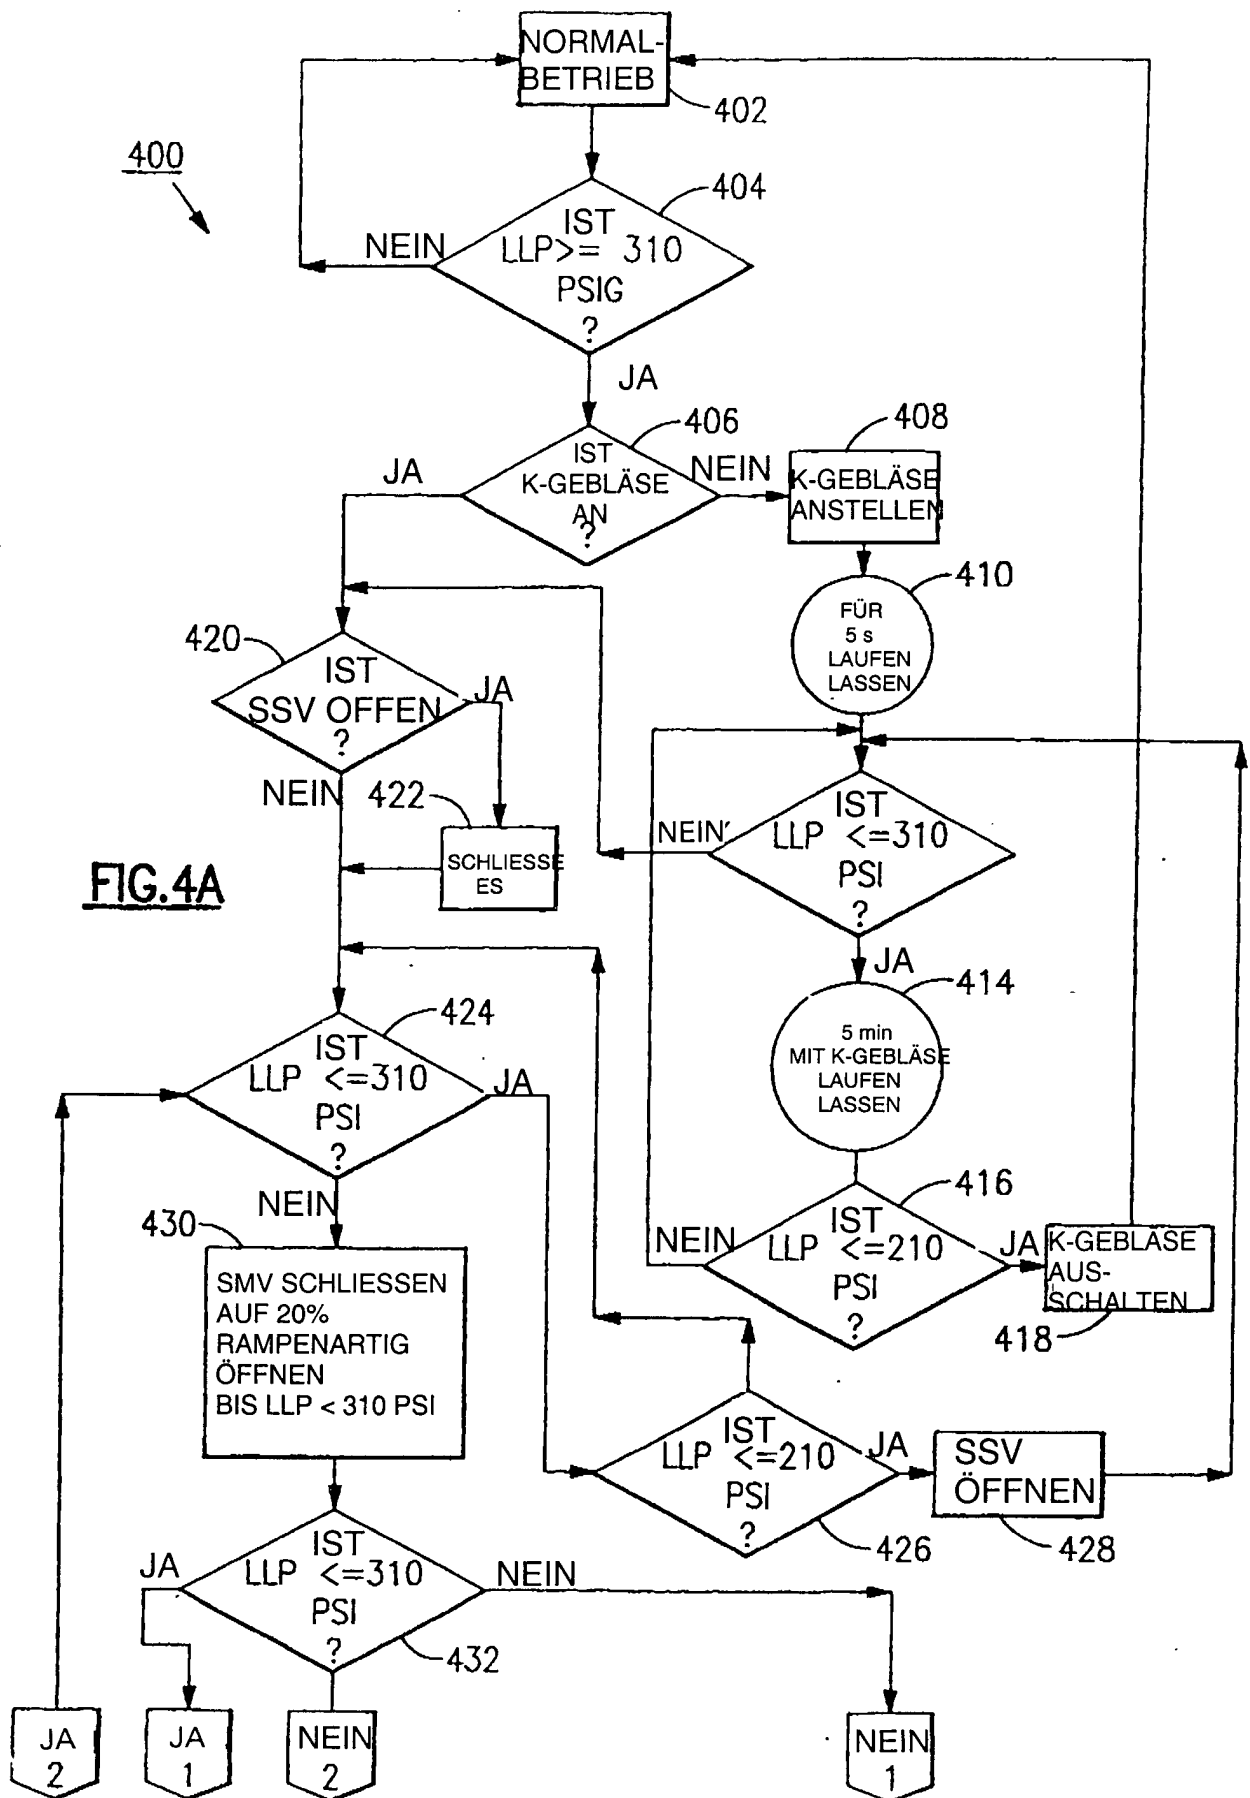 NORMAL-
BETRIEB
402
400
404
IST
LLP>= 310
PSIG
?
NEIN
JA
406
IST
K-GEBLÄSE
AN
?
JA
NEIN
408
K-GEBLÄSE
ANSTELLEN
410
FÜR
5 s
LAUFEN
LASSEN
420
IST
SSV OFFEN
?
JA
NEIN
422
SCHLIESSE
ES
IST
LLP <=310
PSI
?
NEIN
JA
FIG.4A
414
5 min
MIT K-GEBLÄSE
LAUFEN
LASSEN
424
IST
LLP <=310
PSI
?
JA
NEIN
416
IST
LLP <=210
PSI
?
NEIN
JA
K-GEBLÄSE
AUS-
SCHALTEN
418
430
SMV SCHLIESSEN
AUF 20%
RAMPENARTIG
ÖFFNEN
BIS LLP < 310 PSI
IST
LLP <=210
PSI
?
JA
426
SSV
ÖFFNEN
428
IST
LLP <=310
PSI
?
JA
NEIN
432
JA
2
JA
1
NEIN
2
NEIN
1